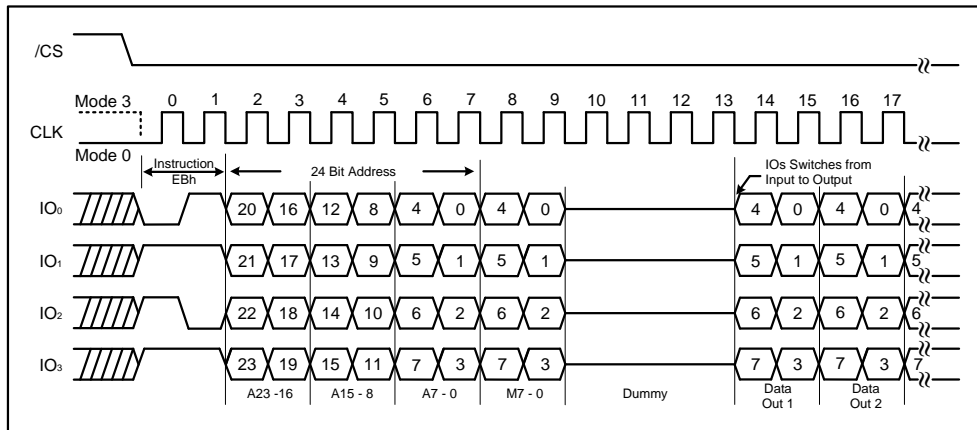 /CS
Mode 3 0 1 2 3 4 5 6 7 8 9 10 11 12 13 14 15 16 17
CLK
Mode 0
Instruction
EBh
24 Bit Address
IOs Switches from
Input to Output
IO0 20 16 12 8 4 0 4 0 4 0 4 0 4
IO1 21 17 13 9 5 1 5 1 5 1 5 1 5
IO2 22 18 14 10 6 2 6 2 6 2 6 2 6
IO3 23 19 15 11 7 3 7 3 7 3 7 3 7
A23 -16 A15 - 8 A7 - 0 M7 - 0 Dummy Data
Out 1 Data
Out 2